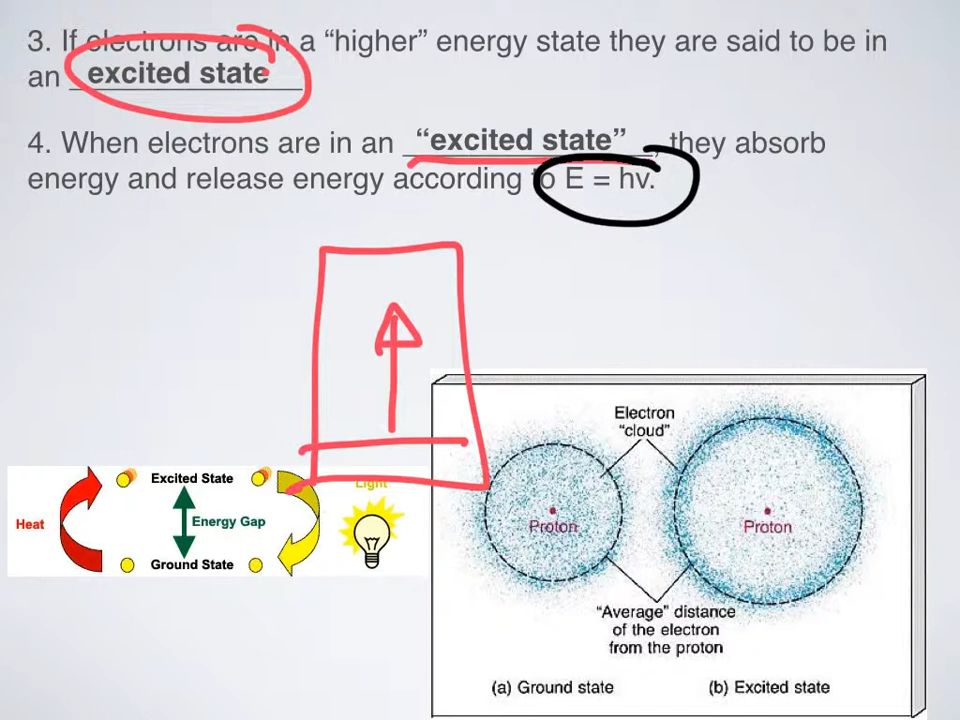 3. If electrons are in a “higher” energy state they are said to be in
an excited state
4. When electrons are in an “excited state”, they absorb
energy and release energy according to E = hv.
Electron
“cloud”
Excited State
Light
Heat
Energy Gap
Ground State
Proton
Proton
“Average” distance
of the electron
from the proton
(a) Ground state
(b) Excited state